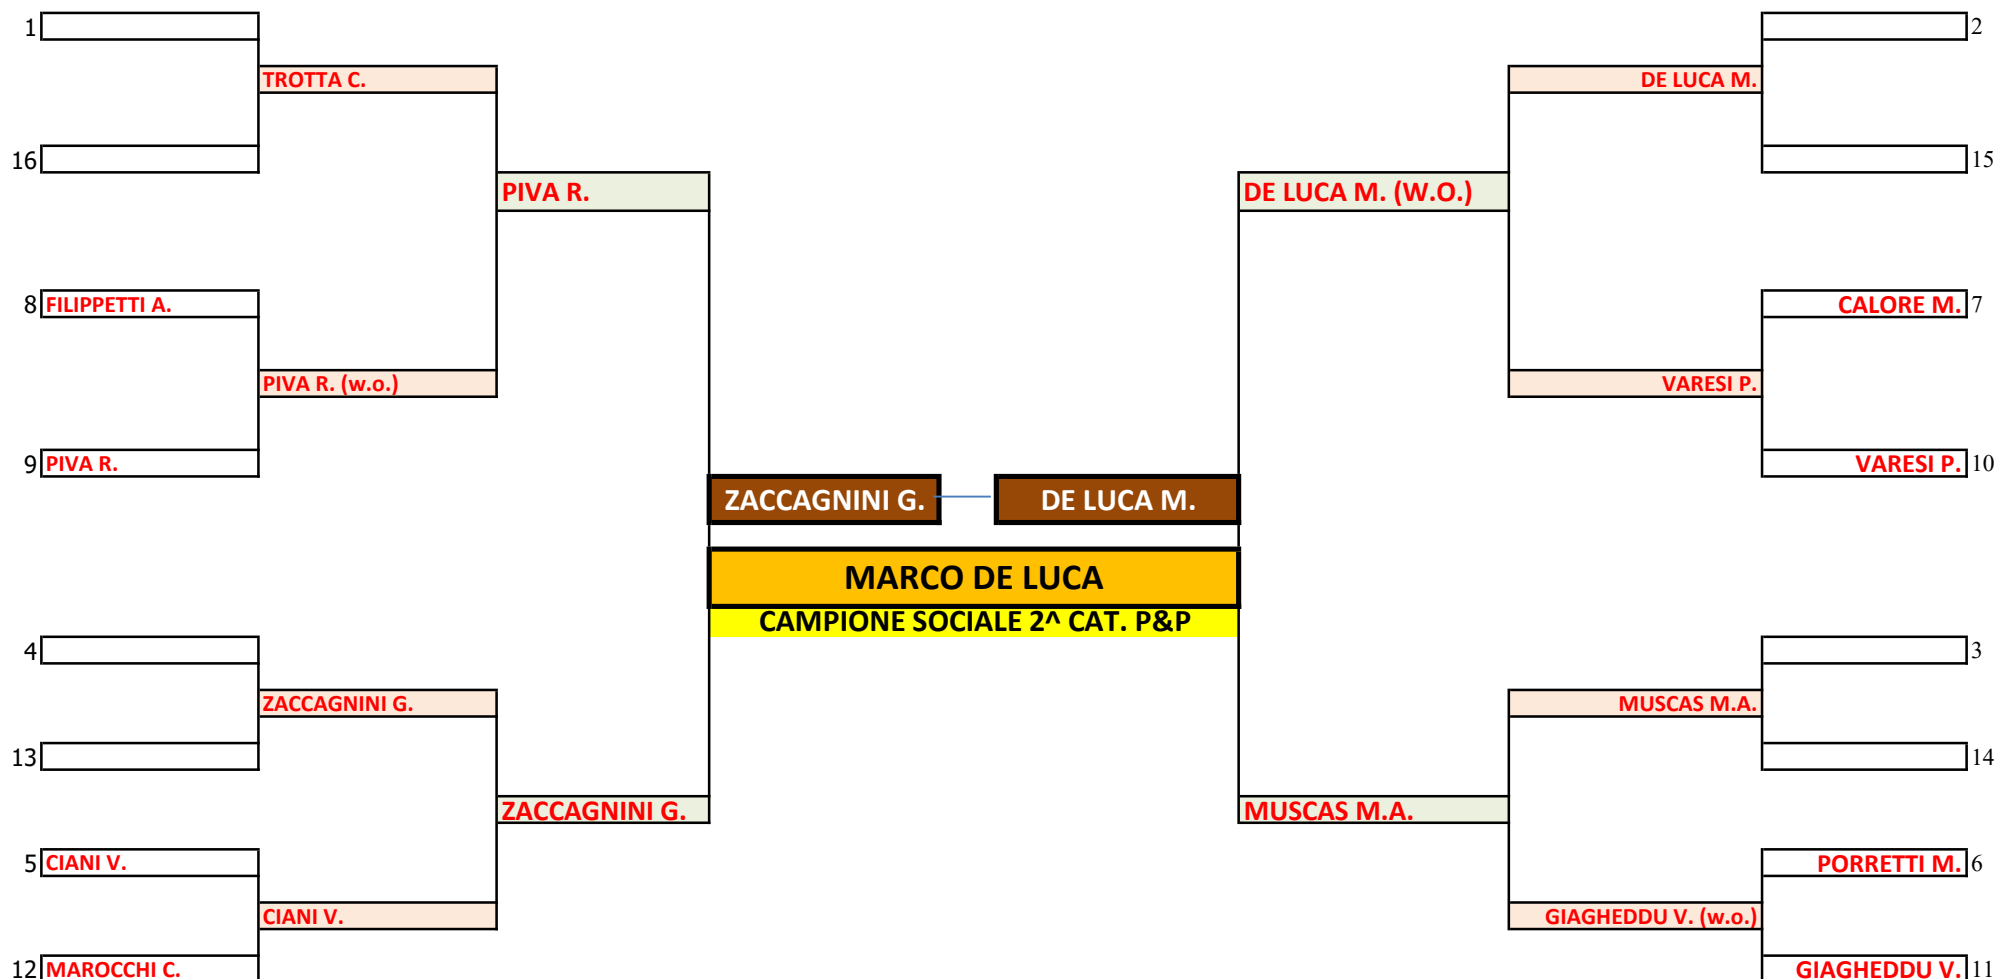 1
2
TROTTA C.
DE LUCA M.
16
15
PIVA R.
DE LUCA M. (W.O.)
8 FILIPPETTI A.
CALORE M. 7
PIVA R. (w.o.)
VARESI P.
9 PIVA R.
VARESI P. 10
ZACCAGNINI G.
DE LUCA M.
MARCO DE LUCA
CAMPIONE SOCIALE 2^ CAT. P&P
4
3
ZACCAGNINI G.
MUSCAS M.A.
13
14
ZACCAGNINI G.
MUSCAS M.A.
5 CIANI V.
PORRETTI M. 6
CIANI V.
GIAGHEDDU V. (w.o.)
12 MAROCCHI C.
GIAGHEDDU V. 11